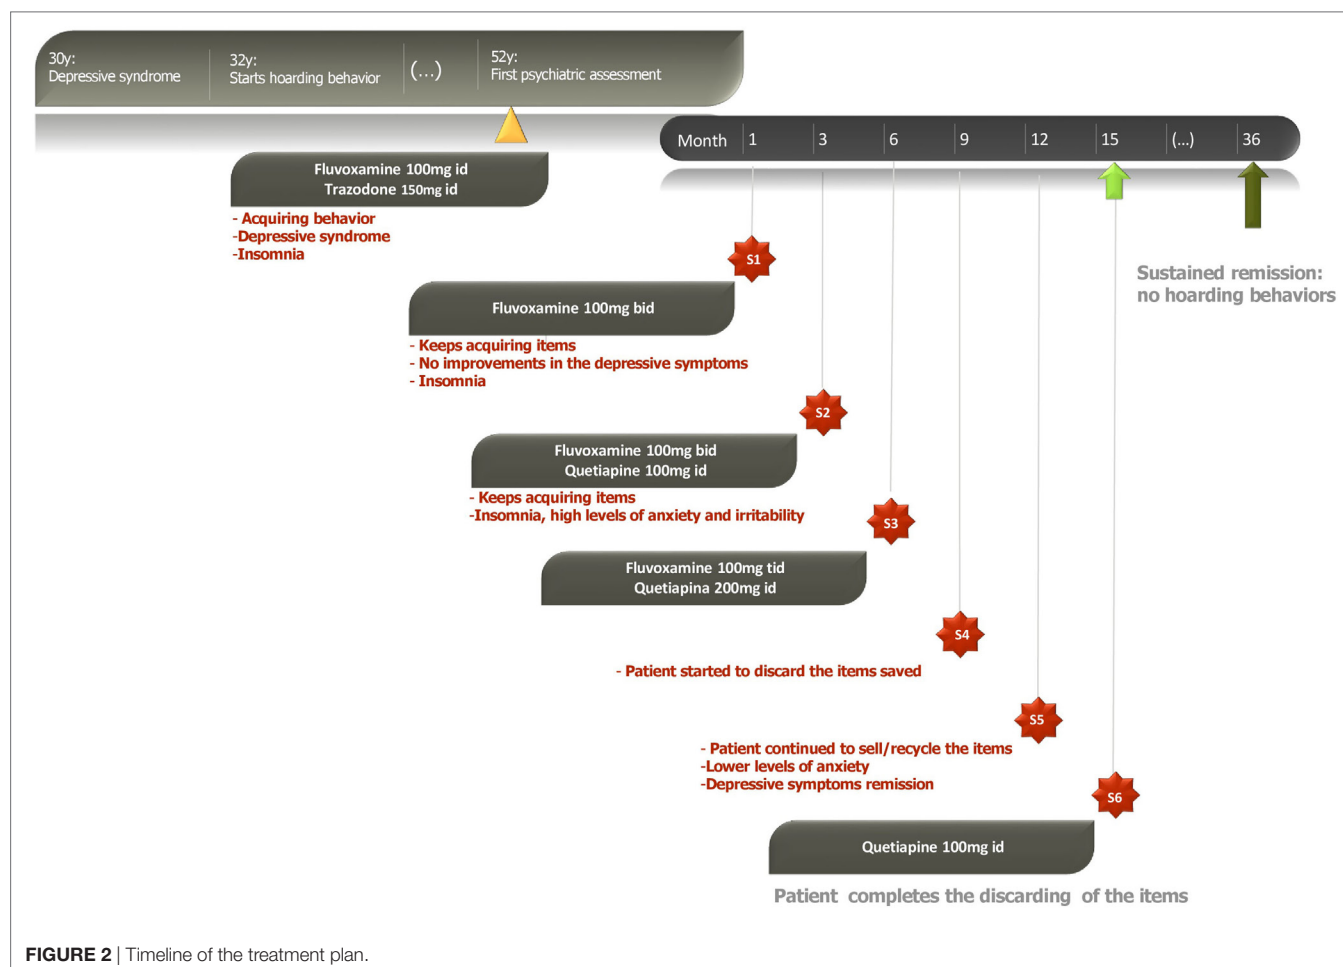 30y:
Depressive syndrome
32y:
Starts hoarding behavior
(...)
52y:
First psychiatric assessment
Month 1 3 6 9 12 15 (...) 36
Fluvoxamine 100mg id
Trazodone 150mg id
- Acquiring behavior
-Depressive syndrome
-Insomnia
S1
Sustained remission:
no hoarding behaviors
Fluvoxamine 100mg bid
- Keeps acquiring items
- No improvements in the depressive symptoms
- Insomnia
S2
Fluvoxamine 100mg bid
Quetiapine 100mg id
- Keeps acquiring items
-Insomnia, high levels of anxiety and irritability
S3
Fluvoxamine 100mg tid
Quetiapina 200mg id
S4
- Patient started to discard the items saved
S5
- Patient continued to sell/recycle the items
-Lower levels of anxiety
-Depressive symptoms remission
S6
Quetiapine 100mg id
Patient completes the discarding of the items
FIGURE 2 | Timeline of the treatment plan.